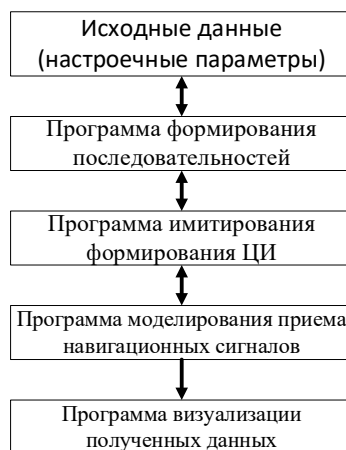 Исходные данные
(настроечные параметры)
Программа формирования
последовательностей
Программа имитирования
формирования ЦИ
Программа моделирования приема
навигационных сигналов
Программа визуализации
полученных данных